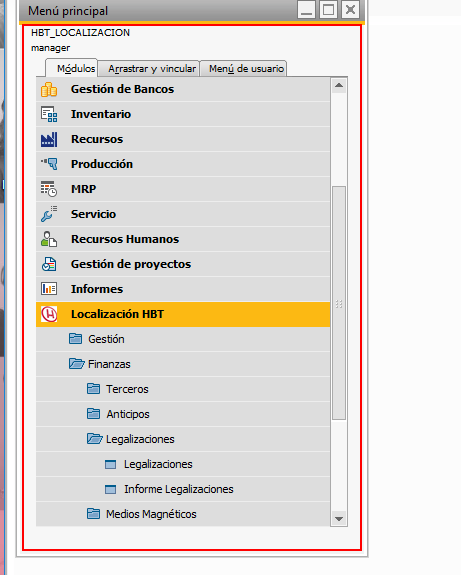 Menú principal
HBT_LOCALIZACION
manager
Módulos
Arrastrar y vincular
Menú de usuario
Gestión de Bancos
Inventario
Recursos
Producción
MRP
Servicio
Recursos Humanos
Gestión de proyectos
Informes
Localización HBT
Gestión
Finanzas
Terceros
Anticipos
Legalizaciones
Legalizaciones
Informe Legalizaciones
Medios Magnéticos